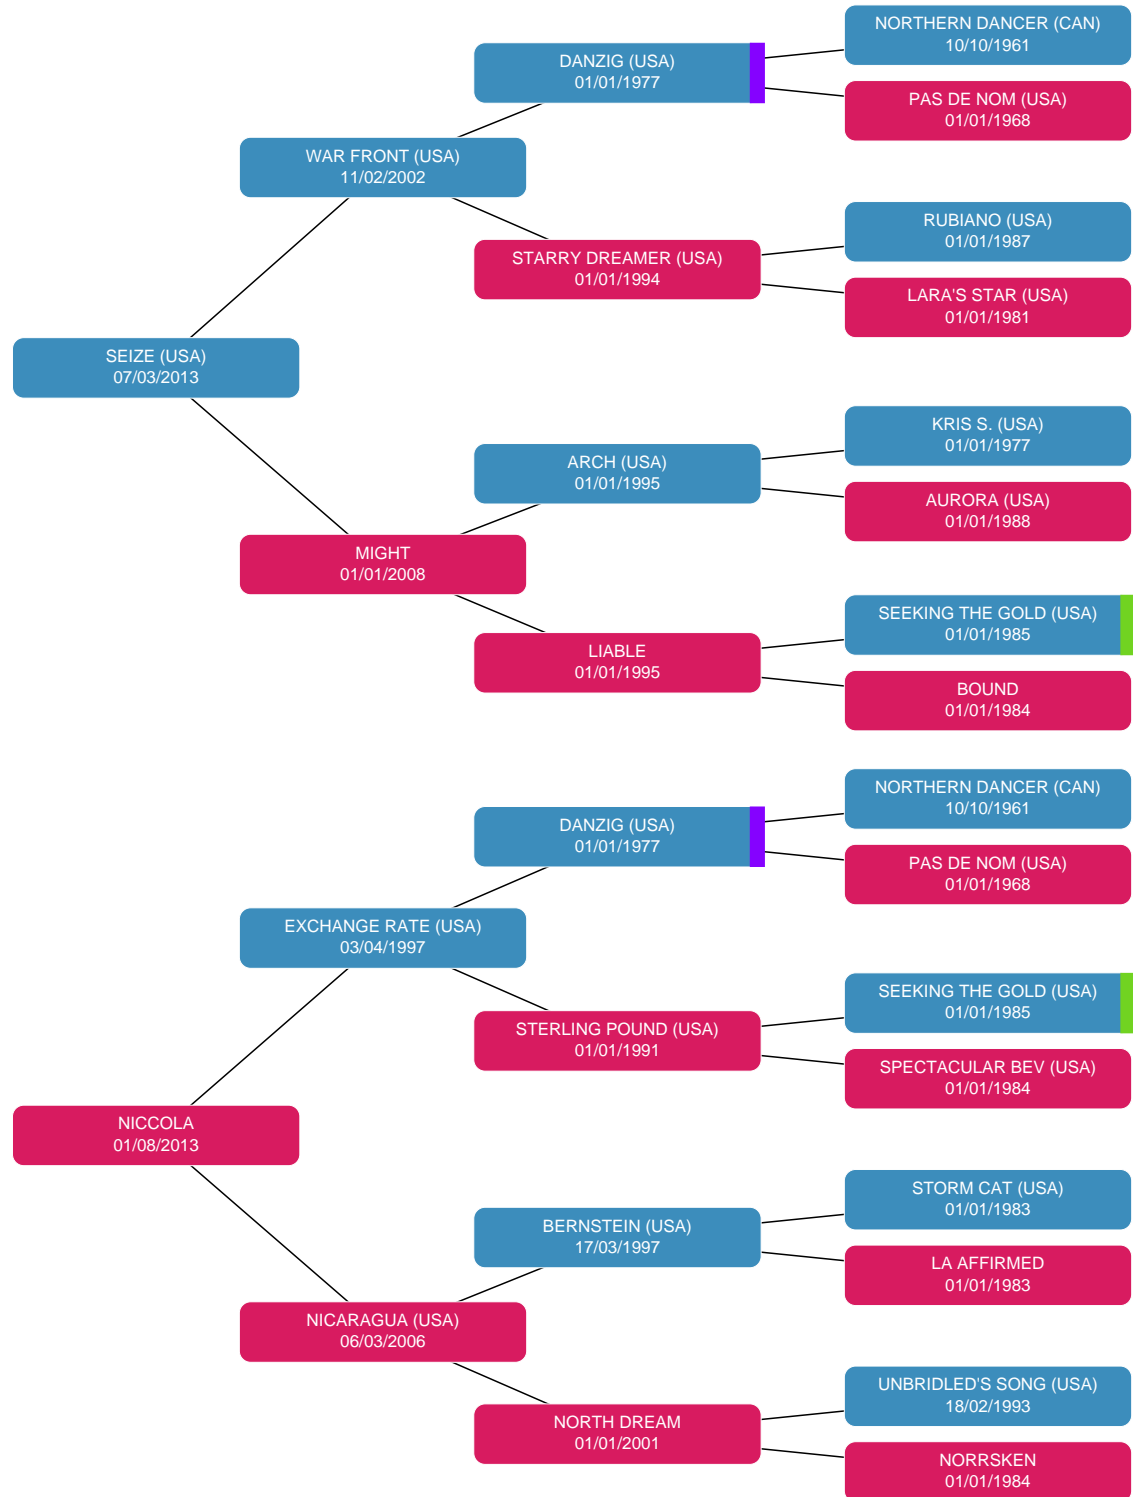 NORTHERN DANCER (CAN)
10/10/1961
DANZIG (USA)
01/01/1977
PAS DE NOM (USA)
01/01/1968
WAR FRONT (USA)
11/02/2002
RUBIANO (USA)
01/01/1987
STARRY DREAMER (USA)
01/01/1994
LARA'S STAR (USA)
01/01/1981
SEIZE (USA)
07/03/2013
KRIS S. (USA)
01/01/1977
ARCH (USA)
01/01/1995
AURORA (USA)
01/01/1988
MIGHT
01/01/2008
SEEKING THE GOLD (USA)
01/01/1985
LIABLE
01/01/1995
BOUND
01/01/1984
NORTHERN DANCER (CAN)
10/10/1961
DANZIG (USA)
01/01/1977
PAS DE NOM (USA)
01/01/1968
EXCHANGE RATE (USA)
03/04/1997
SEEKING THE GOLD (USA)
01/01/1985
STERLING POUND (USA)
01/01/1991
SPECTACULAR BEV (USA)
01/01/1984
NICCOLA
01/08/2013
STORM CAT (USA)
01/01/1983
BERNSTEIN (USA)
17/03/1997
LA AFFIRMED
01/01/1983
NICARAGUA (USA)
06/03/2006
UNBRIDLED'S SONG (USA)
18/02/1993
NORTH DREAM
01/01/2001
NORRSKEN
01/01/1984